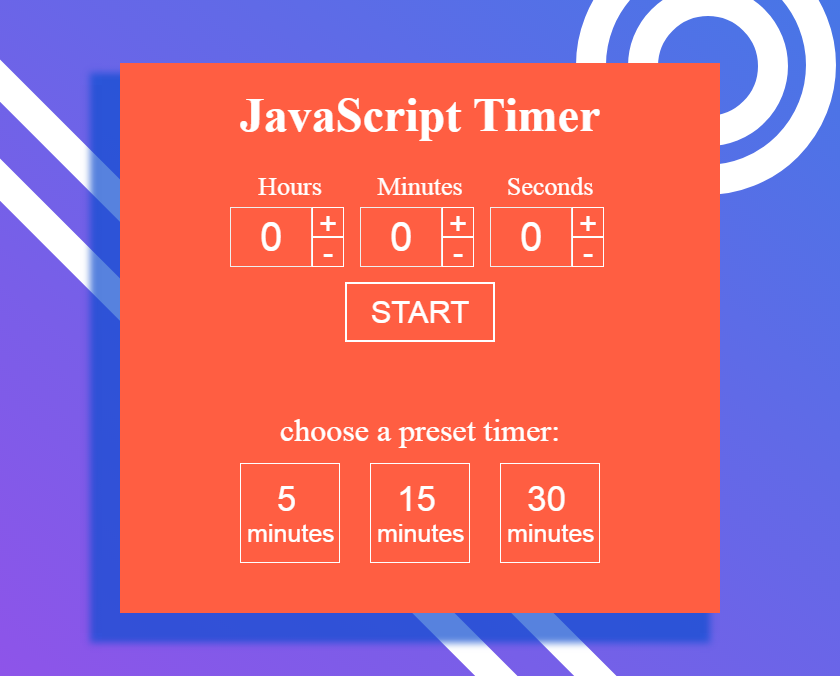 JavaScript Timer
Hours Minutes Seconds
0 + - 0 + - 0 + -
START
choose a preset timer:
5 15 30
minutes minutes minutes